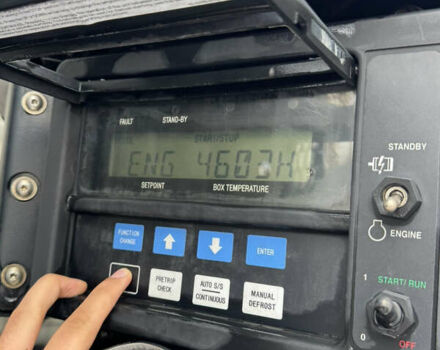 FAULT STAND-BY
START/STOP
ENG 4603H
SETPOINT BOX TEMPERATURE
FUNCTION
CHANGE
ENTER
PRETRIP
CHECK
AUTO S/S
CONTINUOUS
MANUAL
DEFROST
STANDBY
ENGINE
1 START/RUN
0 OFF